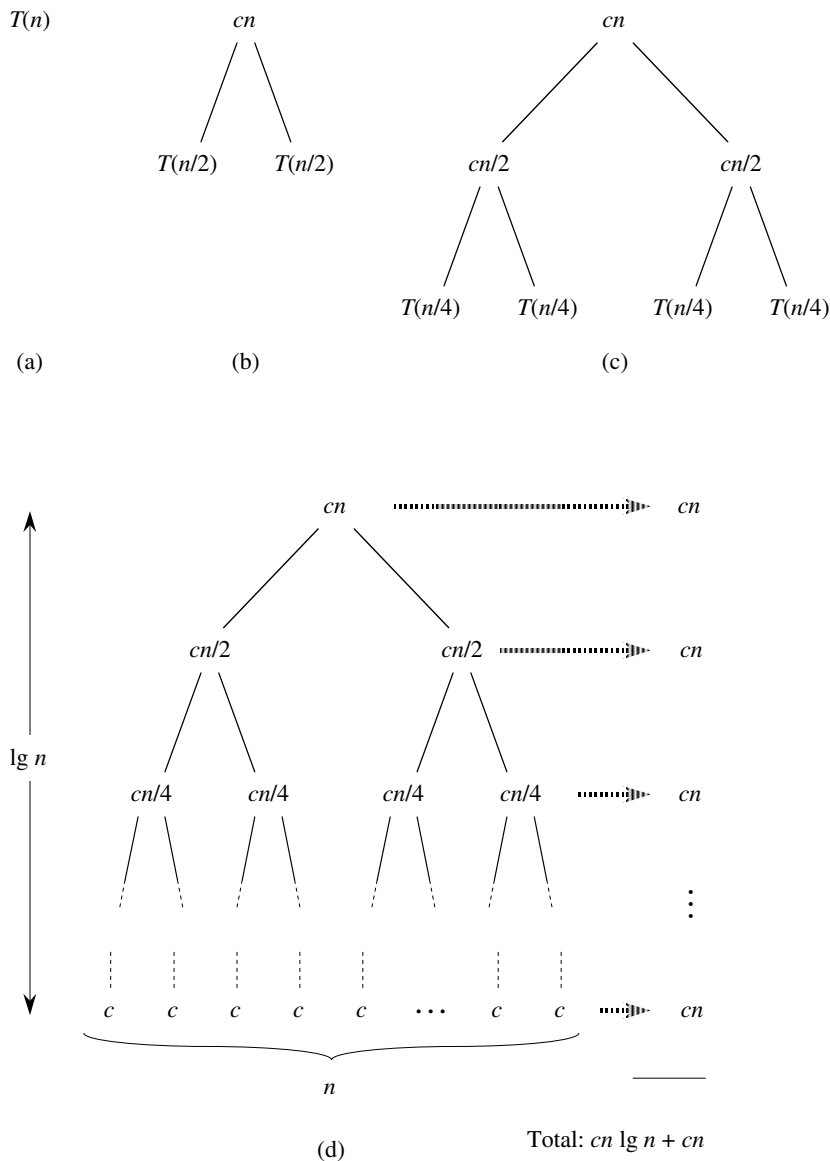 T(n) cn cn
T(n/2) T(n/2) cn/2 cn/2
T(n/4) T(n/4) T(n/4) T(n/4)
(a) (b) (c)
cn cn
cn/2 cn/2 cn
lg n
cn/4 cn/4 cn/4 cn/4 cn
⋮
c c c c c … c c cn
n
(d) Total: cn lg n + cn